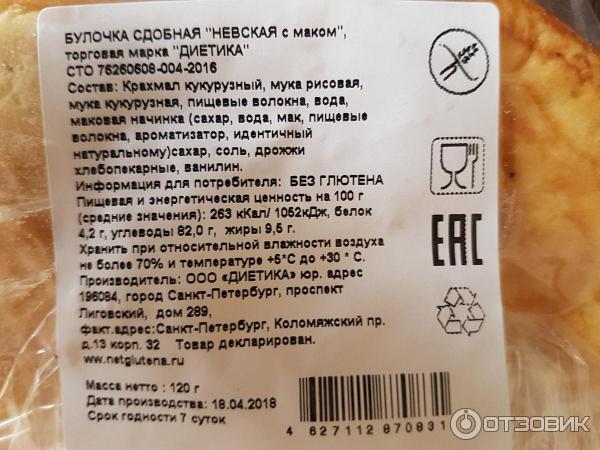 БУЛОЧКА СДОБНАЯ "НЕВСКАЯ с маком",
торговая марка "ДИЕТИКА"
СТО 76260608-004-2016
Состав: Крахмал кукурузный, мука рисовая,
мука кукурузная, пищевые волокна, вода,
маковая начинка (сахар, вода, мак, пищевые
волокна, ароматизатор, идентичный
натуральному)сахар, соль, дрожжи
хлебопекарные, ванилин.
Информация для потребителя: БЕЗ ГЛЮТЕНА
Пищевая и энергетическая ценность на 100 г
(средние значения): 263 кКал/ 1052кДж, белок
4,2 г, углеводы 82,0 г, жиры 9,5 г.
Хранить при относительной влажности воздуха
не более 70% и температуре +5°С до +30 ° С.
Производитель: ООО «ДИЕТИКА» юр. адрес
196084, город Санкт-Петербург, проспект
Лиговский, дом 289,
факт.адрес:Санкт-Петербург, Коломяжский пр.
д.13 корп. 32 Товар декларирован.
www.netglutena.ru
Масса нетто : 120 г
Дата производства: 18.04.2018
Срок годности 7 суток
EAC
4 627112 870831
ОТЗОВИК